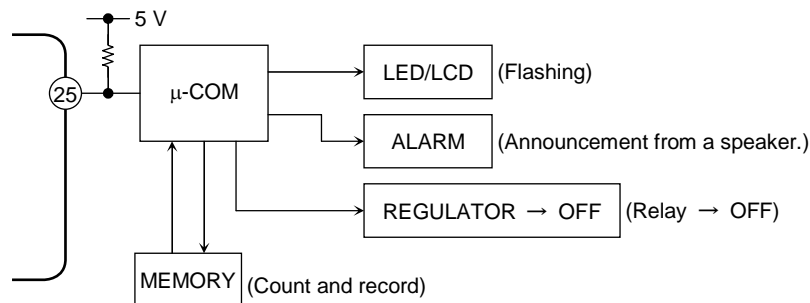 5 V
25
μ-COM
LED/LCD (Flashing)
ALARM (Announcement from a speaker.)
REGULATOR → OFF (Relay → OFF)
MEMORY (Count and record)